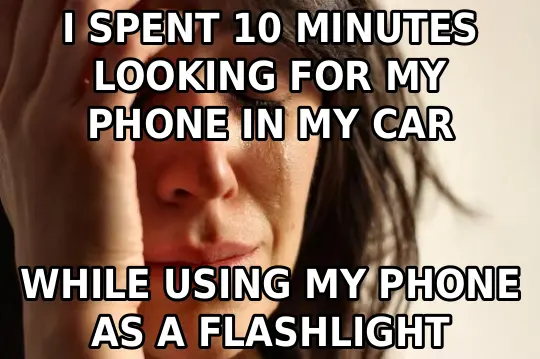 I SPENT 10 MINUTES
LOOKING FOR MY
PHONE IN MY CAR
WHILE USING MY PHONE
AS A FLASHLIGHT